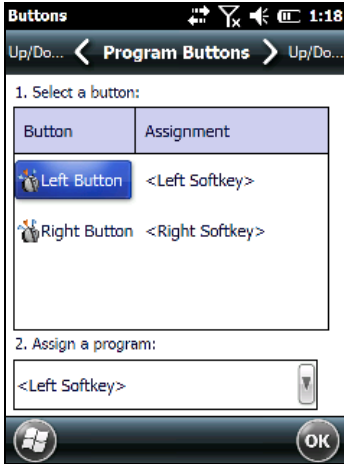 Buttons 1:18
Up/Do... Program Buttons Up/Do...
1. Select a button:
Button Assignment
Left Button <Left Softkey>
Right Button <Right Softkey>
2. Assign a program:
<Left Softkey>
OK